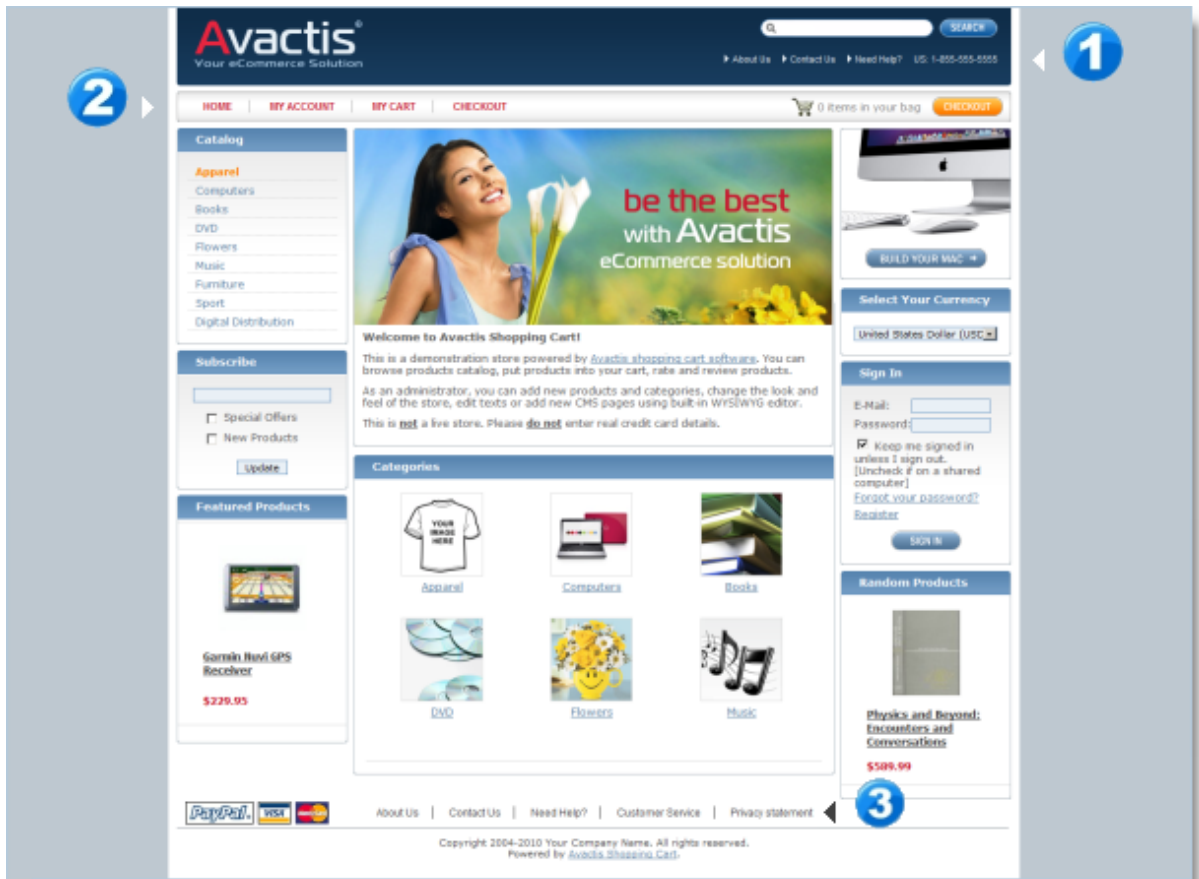 Avactis®
Your eCommerce Solution
SEARCH
About Us Contact Us Need Help? US: 1-855-555-5555
1
2
HOME | MY ACCOUNT | MY CART | CHECKOUT
0 items in your bag CHECKOUT
Catalog
Apparel
Computers
Books
DVD
Flowers
Music
Furniture
Sport
Digital Distribution
Subscribe
Special Offers
New Products
Update
Featured Products
Garmin Nuvi GPS
Receiver
$229.95
be the best
with Avactis
eCommerce solution
Welcome to Avactis Shopping Cart!
This is a demonstration store powered by Avactis shopping cart software. You can
browse products catalog, put products into your cart, rate and review products.
As an administrator, you can add new products and categories, change the look and
feel of the store, edit texts or add new CMS pages using built-in WYSIWYG editor.
This is not a live store. Please do not enter real credit card details.
Categories
YOUR
IMAGE
HERE
Apparel
Computers
Books
DVD
Flowers
Music
BUILD YOUR MAC
Select Your Currency
United States Doller (USC
Sign In
E-Mail:
Password:
Keep me signed in
unless I sign out.
[Uncheck if on a shared
computer]
Forgot your password?
Register
SIGN IN
Random Products
Physics and Beyond:
Encounters and
Conversations
$589.99
PayPal VISA
About Us | Contact Us | Need Help? | Customer Service | Privacy statement
3
Copyright 2004-2010 Your Company Name. All rights reserved.
Powered by Avactis Shopping Cart.